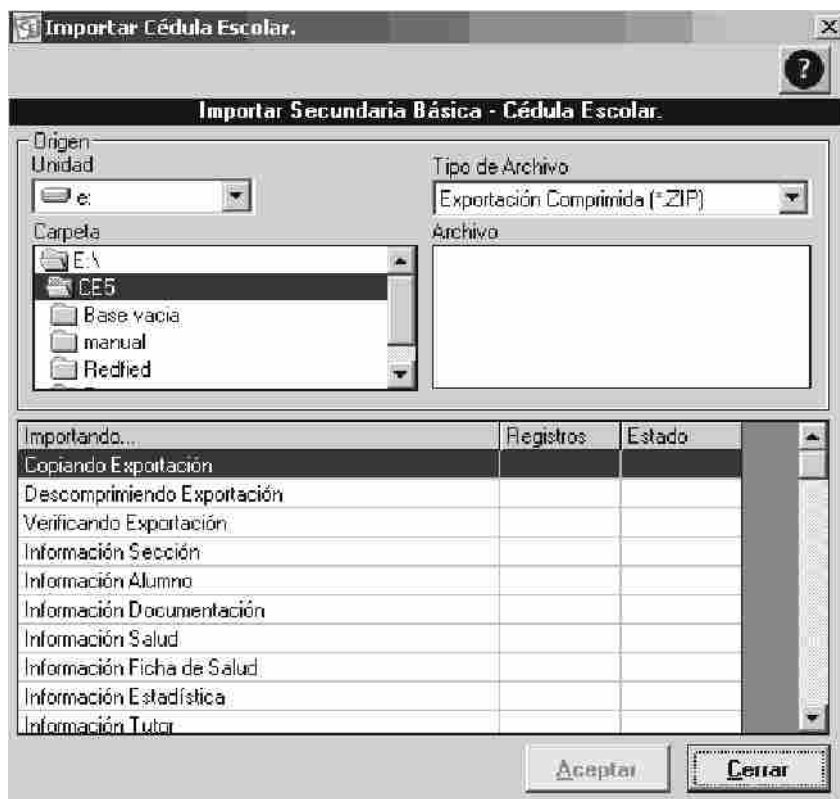 Importar Cédula Escolar.
Importar Secundaria Básica - Cédula Escolar.
Origen
Unidad
Tipo de Archivo
e:
Exportación Comprimida (*.ZIP)
Carpeta
Archivo
E:\
CE5
Base vacia
manual
Redfied
Importando... Registros Estado
Copiando Exportación
Descomprimiendo Exportación
Verificando Exportación
Información Sección
Información Alumno
Información Documentación
Información Salud
Información Ficha de Salud
Información Estadística
Información Tutor
Aceptar Cerrar